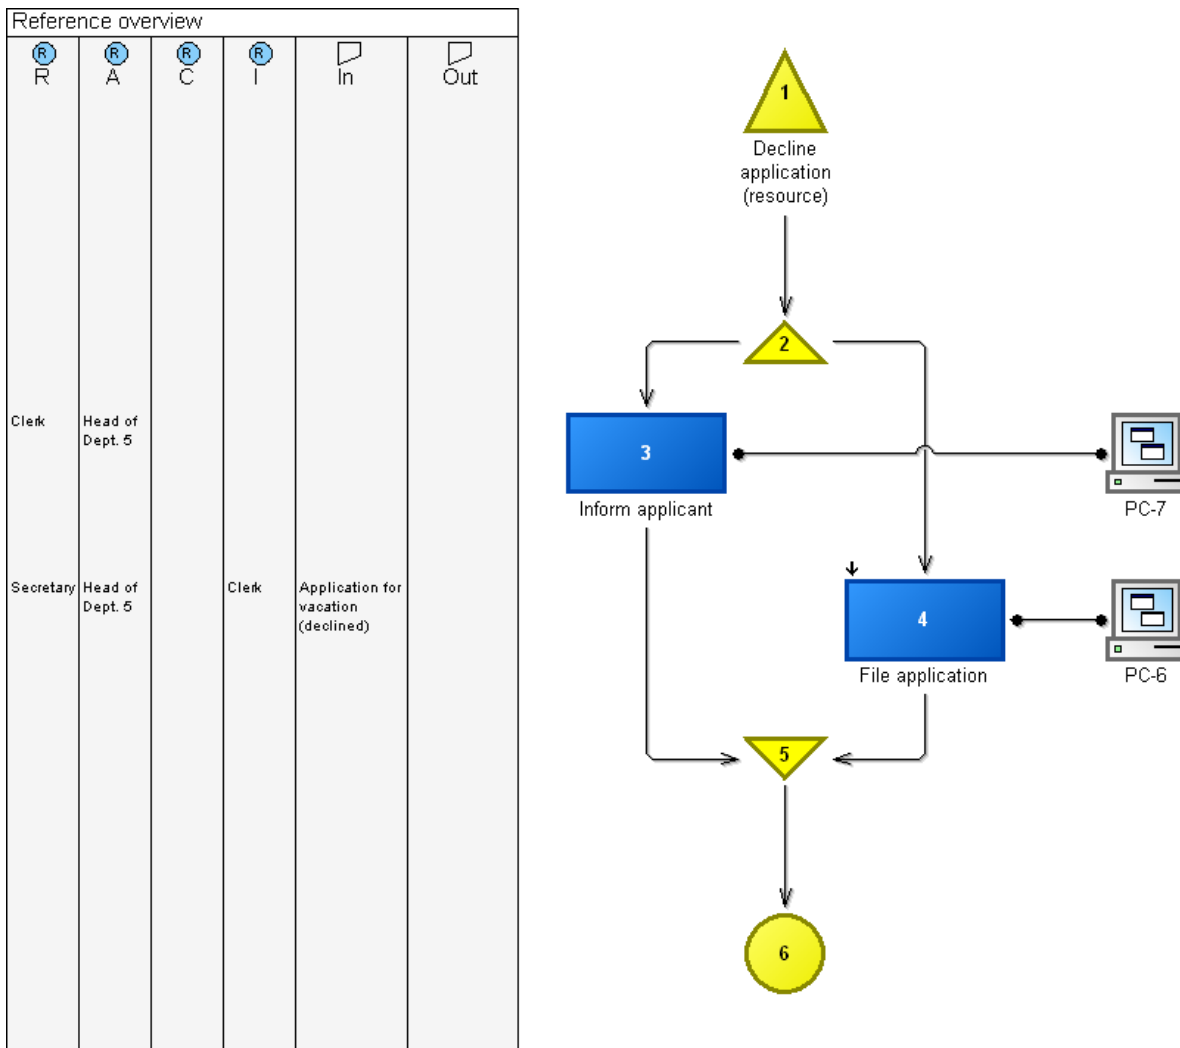 Reference overview
R R R R
R A C I In Out
1
Decline
application
(resource)
2
Clerk
Head of
Dept. 5
3
Inform applicant
PC-7
Secretary
Head of
Dept. 5
Clerk
Application for
vacation
(declined)
4
File application
PC-6
5
6